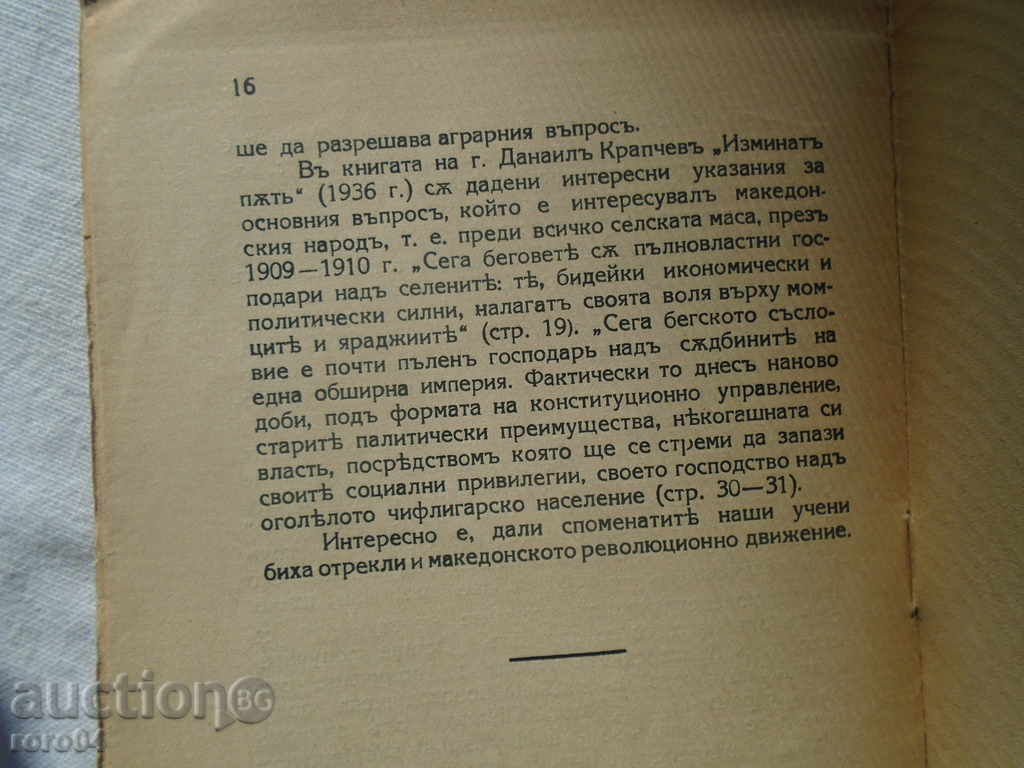 16
ше да разрешава аграрния въпросъ.
Въ книгата на г. Данаилъ Крапчевъ „Изминатъ
пѫть“ (1936 г.) сѫ дадени интересни указания за
основния въпросъ, който е интересувалъ македон-
ския народъ, т. е. преди всичко селската маса, презъ
1909—1910 г. „Сега беговетѣ сѫ пълновластни гос-
подари надъ селенитѣ: тѣ, бидейки икономически и
политически силни, налагатъ своята воля върху мом-
цитѣ и яраджиитѣ“ (стр. 19). „Сега бегското съсло-
вие е почти пъленъ господарь надъ сѫдбинитѣ на
една обширна империя. Фактически то днесъ наново
доби, подъ формата на конституционно управление,
старитѣ палитически преимущества, нѣкогашната си
власть, посрѣдствомъ която ще се стреми да запази
своитѣ социални привилегии, своето господство надъ
оголѣлото чифлигарско население (стр. 30—31).
Интересно е, дали споменатитѣ наши учени
биха отрекли и македонското революционно движение.
auction BG
roro04